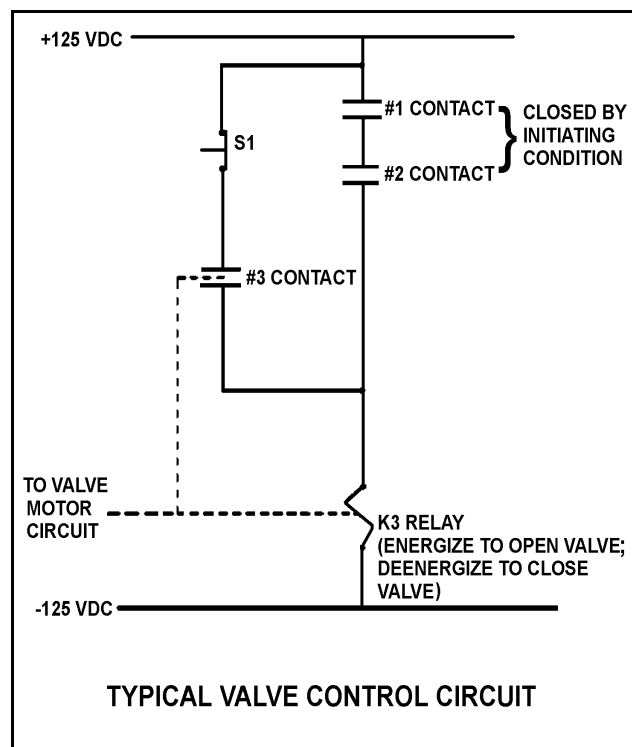 +125 VDC
#1 CONTACT
CLOSED BY
INITIATING
CONDITION
S1
#2 CONTACT
#3 CONTACT
TO VALVE
MOTOR
CIRCUIT
K3 RELAY
(ENERGIZE TO OPEN VALVE;
DEENERGIZE TO CLOSE
VALVE)
-125 VDC
TYPICAL VALVE CONTROL CIRCUIT